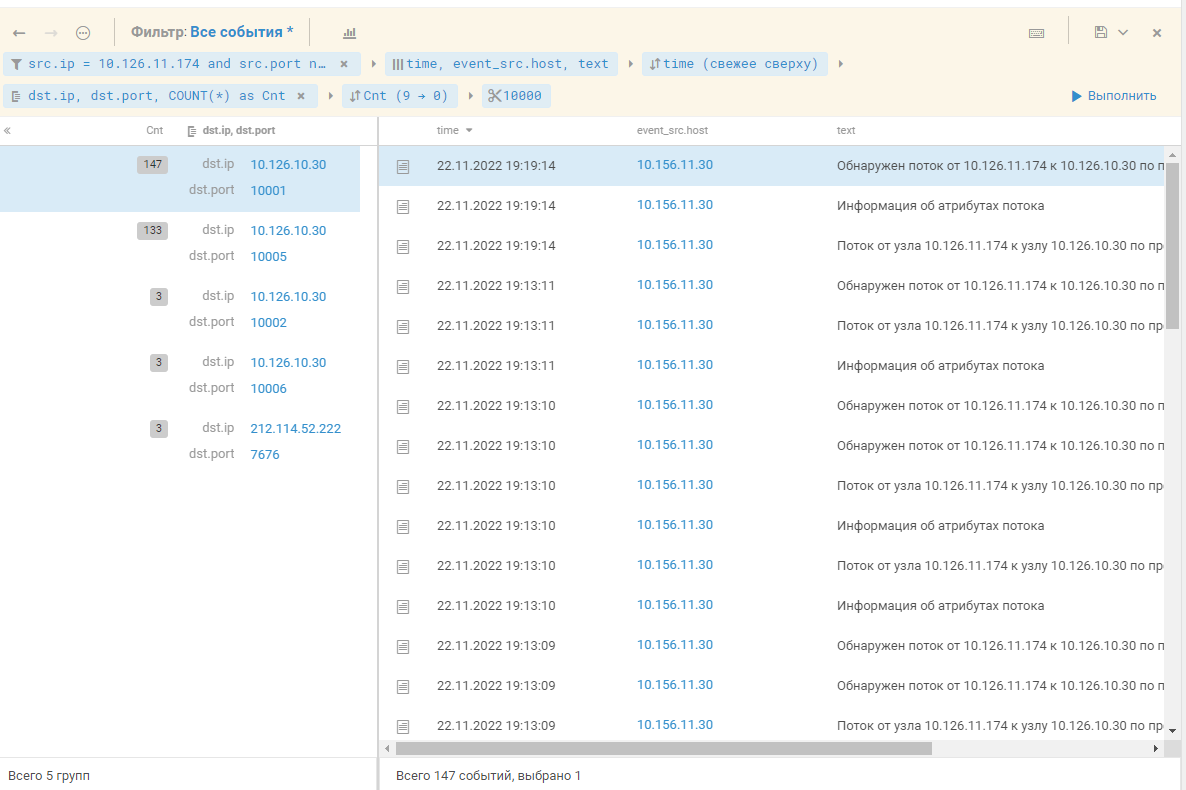 Фильтр: Все события *
src.ip = 10.126.11.174 and src.port n… × time, event_src.host, text time (свежее сверху)
dst.ip, dst.port, COUNT(*) as Cnt × Cnt (9 → 0) 10000 Выполнить
« Cnt dst.ip, dst.port time event_src.host text
147 dst.ip 10.126.10.30
dst.port 10001
133 dst.ip 10.126.10.30
dst.port 10005
3 dst.ip 10.126.10.30
dst.port 10002
3 dst.ip 10.126.10.30
dst.port 10006
3 dst.ip 212.114.52.222
dst.port 7676
22.11.2022 19:19:14 10.156.11.30 Обнаружен поток от 10.126.11.174 к 10.126.10.30 по п
22.11.2022 19:19:14 10.156.11.30 Информация об атрибутах потока
22.11.2022 19:19:14 10.156.11.30 Поток от узла 10.126.11.174 к узлу 10.126.10.30 по пр
22.11.2022 19:13:11 10.156.11.30 Обнаружен поток от 10.126.11.174 к 10.126.10.30 по п
22.11.2022 19:13:11 10.156.11.30 Поток от узла 10.126.11.174 к узлу 10.126.10.30 по пр
22.11.2022 19:13:11 10.156.11.30 Информация об атрибутах потока
22.11.2022 19:13:10 10.156.11.30 Обнаружен поток от 10.126.11.174 к 10.126.10.30 по п
22.11.2022 19:13:10 10.156.11.30 Обнаружен поток от 10.126.11.174 к 10.126.10.30 по п
22.11.2022 19:13:10 10.156.11.30 Поток от узла 10.126.11.174 к узлу 10.126.10.30 по пр
22.11.2022 19:13:10 10.156.11.30 Информация об атрибутах потока
22.11.2022 19:13:10 10.156.11.30 Поток от узла 10.126.11.174 к узлу 10.126.10.30 по пр
22.11.2022 19:13:10 10.156.11.30 Информация об атрибутах потока
22.11.2022 19:13:09 10.156.11.30 Обнаружен поток от 10.126.11.174 к 10.126.10.30 по п
22.11.2022 19:13:09 10.156.11.30 Обнаружен поток от 10.126.11.174 к 10.126.10.30 по п
22.11.2022 19:13:09 10.156.11.30 Поток от узла 10.126.11.174 к узлу 10.126.10.30 по пр
Всего 5 групп Всего 147 событий, выбрано 1